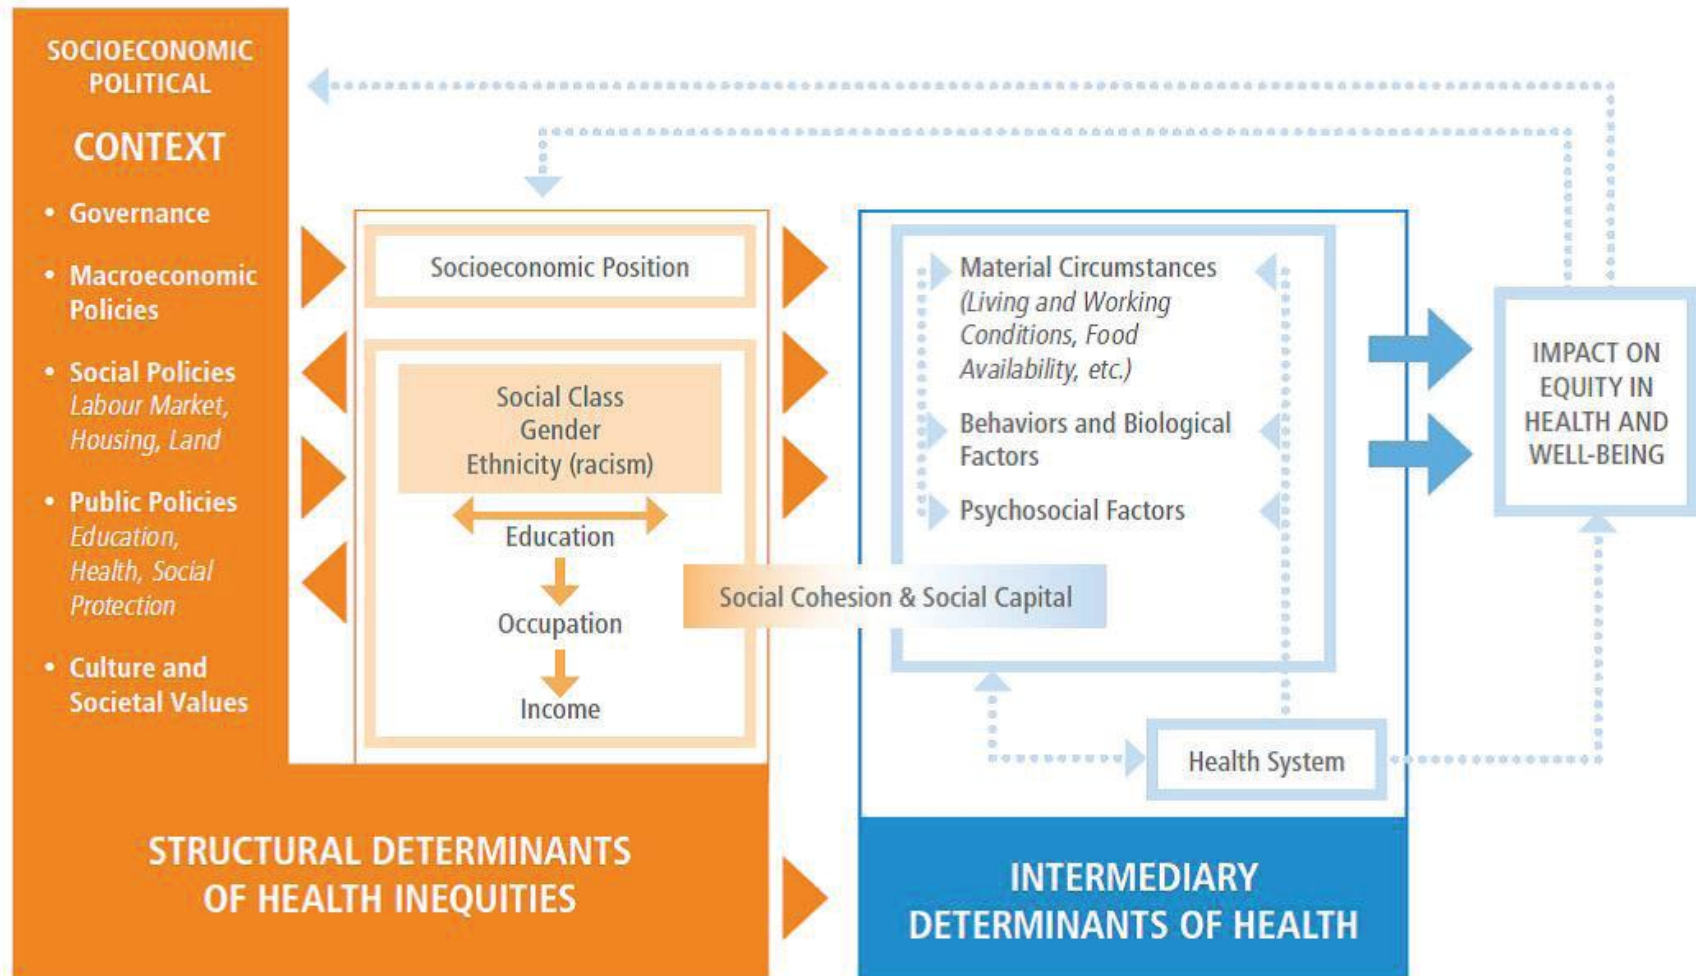 SOCIOECONOMIC
POLITICAL
CONTEXT
• Governance
• Macroeconomic
Policies
• Social Policies
Labour Market,
Housing, Land
• Public Policies
Education,
Health, Social
Protection
• Culture and
Societal Values
Socioeconomic Position
Social Class
Gender
Ethnicity (racism)
Education
Occupation
Income
Social Cohesion & Social Capital
Material Circumstances
(Living and Working
Conditions, Food
Availability, etc.)
Behaviors and Biological
Factors
Psychosocial Factors
Health System
IMPACT ON
EQUITY IN
HEALTH AND
WELL-BEING
STRUCTURAL DETERMINANTS
OF HEALTH INEQUITIES
INTERMEDIARY
DETERMINANTS OF HEALTH